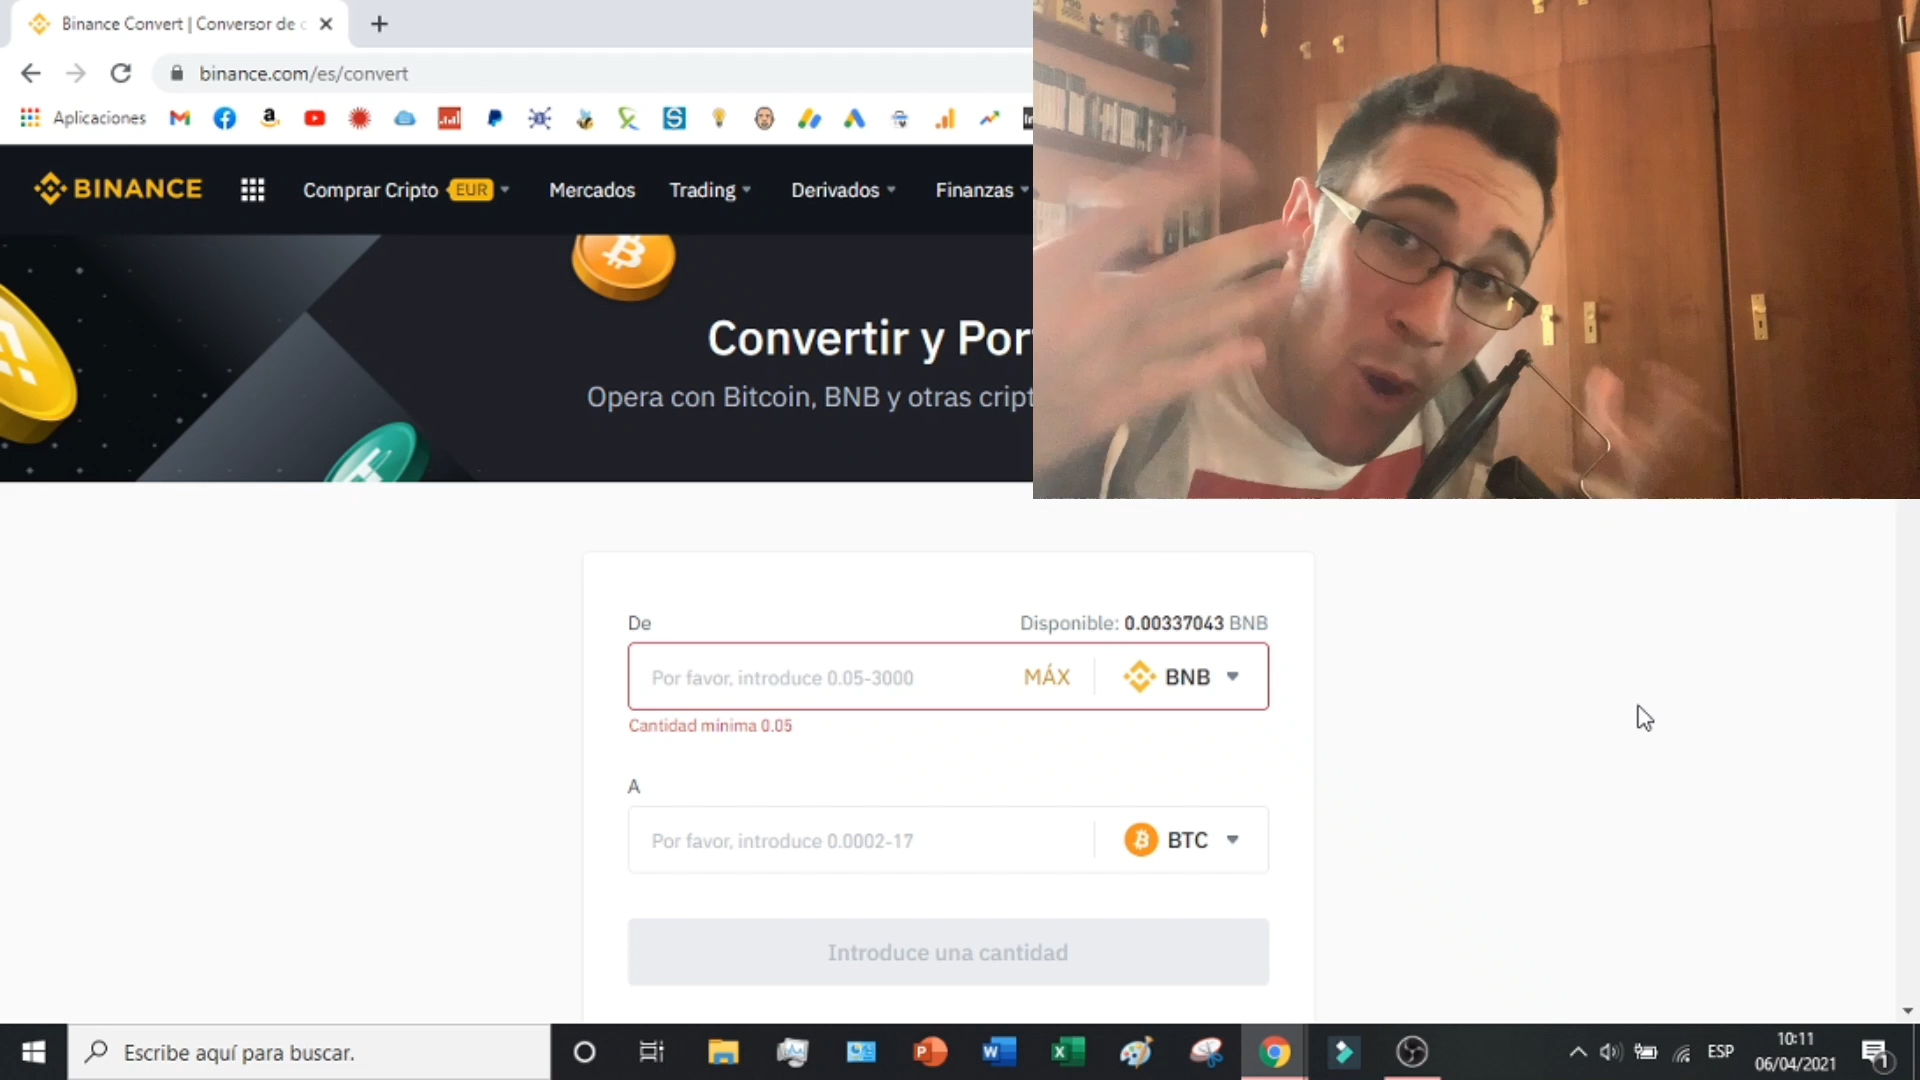 Binance Convert | Conversor de
binance.com/es/convert
Aplicaciones
BINANCE
Comprar Cripto EUR
Mercados
Trading
Derivados
Finanzas
Convertir y Por
Opera con Bitcoin, BNB y otras cript
De
Disponible: 0.00337043 BNB
Por favor, introduce 0.05-3000
MÁX
BNB
Cantidad minima 0.05
A
Por favor, introduce 0.0002-17
BTC
Introduce una cantidad
Escribe aquí para buscar.
ESP
10:11
06/04/2021
1